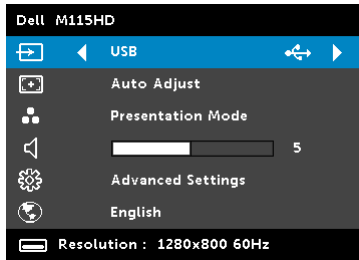 Dell M115HD
USB
Auto Adjust
Presentation Mode
5
Advanced Settings
English
Resolution : 1280x800 60Hz